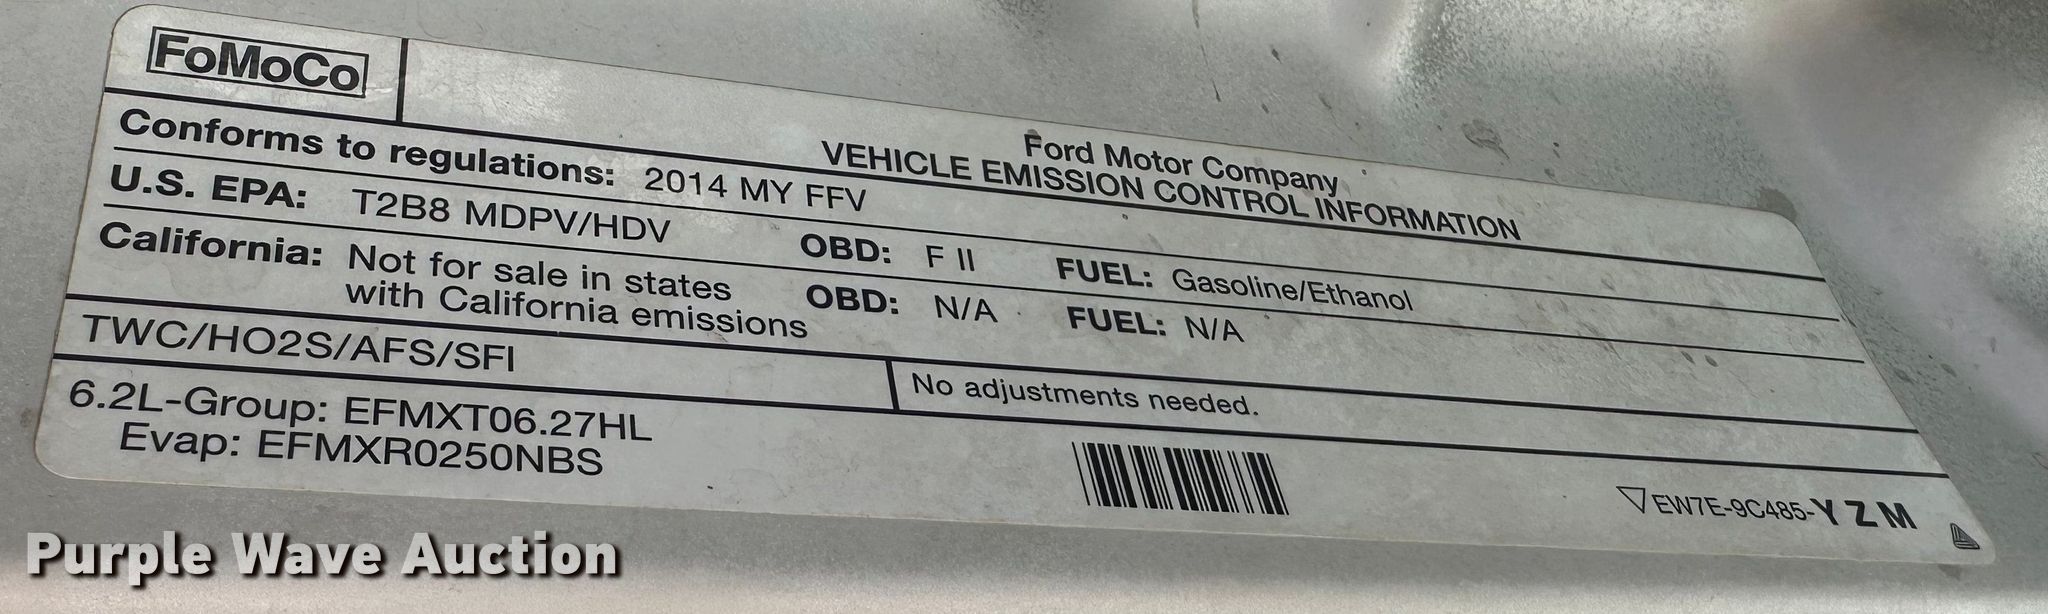 FoMoCo
Ford Motor Company
VEHICLE EMISSION CONTROL INFORMATION
Conforms to regulations: 2014 MY FFV
U.S. EPA: T2B8 MDPV/HDV OBD: F II FUEL: Gasoline/Ethanol
California: Not for sale in states OBD: N/A FUEL: N/A
with California emissions
TWC/HO2S/AFS/SFI
No adjustments needed.
6.2L-Group: EFMXT06.27HL
Evap: EFMXR0250NBS
EW7E-9C485-YZM
Purple Wave Auction